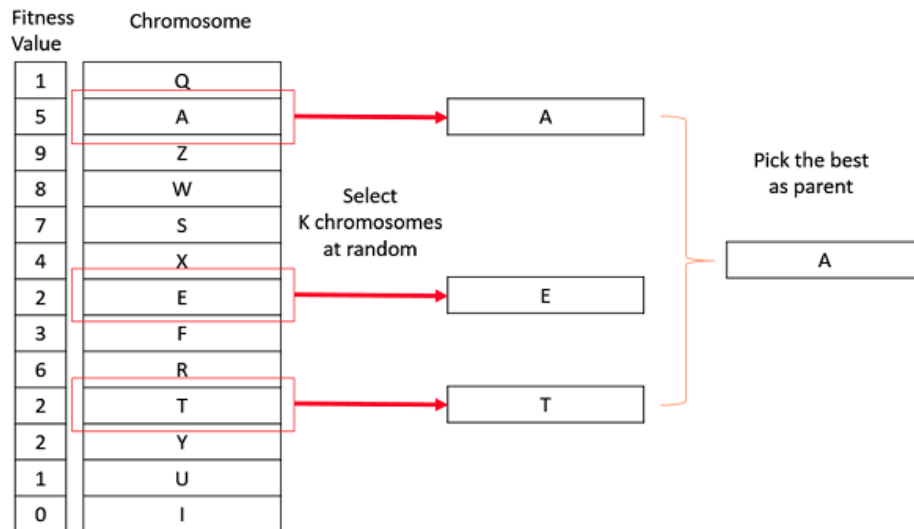 Fitness
Value
Chromosome
1 Q
5 A A
9 Z
8 W
7 S
4 X
2 E E
3 F
6 R
2 T T
2 Y
1 U
0 I
Select
K chromosomes
at random
Pick the best
as parent
A